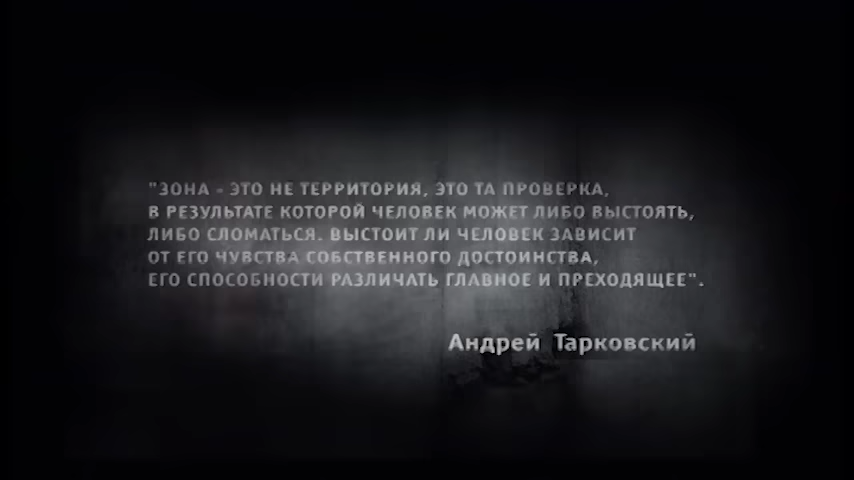 "ЗОНА - ЭТО НЕ ТЕРРИТОРИЯ, ЭТО ТА ПРОВЕРКА,
В РЕЗУЛЬТАТЕ КОТОРОЙ ЧЕЛОВЕК МОЖЕТ ЛИБО ВЫСТОЯТЬ,
ЛИБО СЛОМАТЬСЯ. ВЫСТОИТ ЛИ ЧЕЛОВЕК ЗАВИСИТ
ОТ ЕГО ЧУВСТВА СОБСТВЕННОГО ДОСТОИНСТВА,
ЕГО СПОСОБНОСТИ РАЗЛИЧАТЬ ГЛАВНОЕ И ПРЕХОДЯЩЕЕ".
Андрей Тарковский